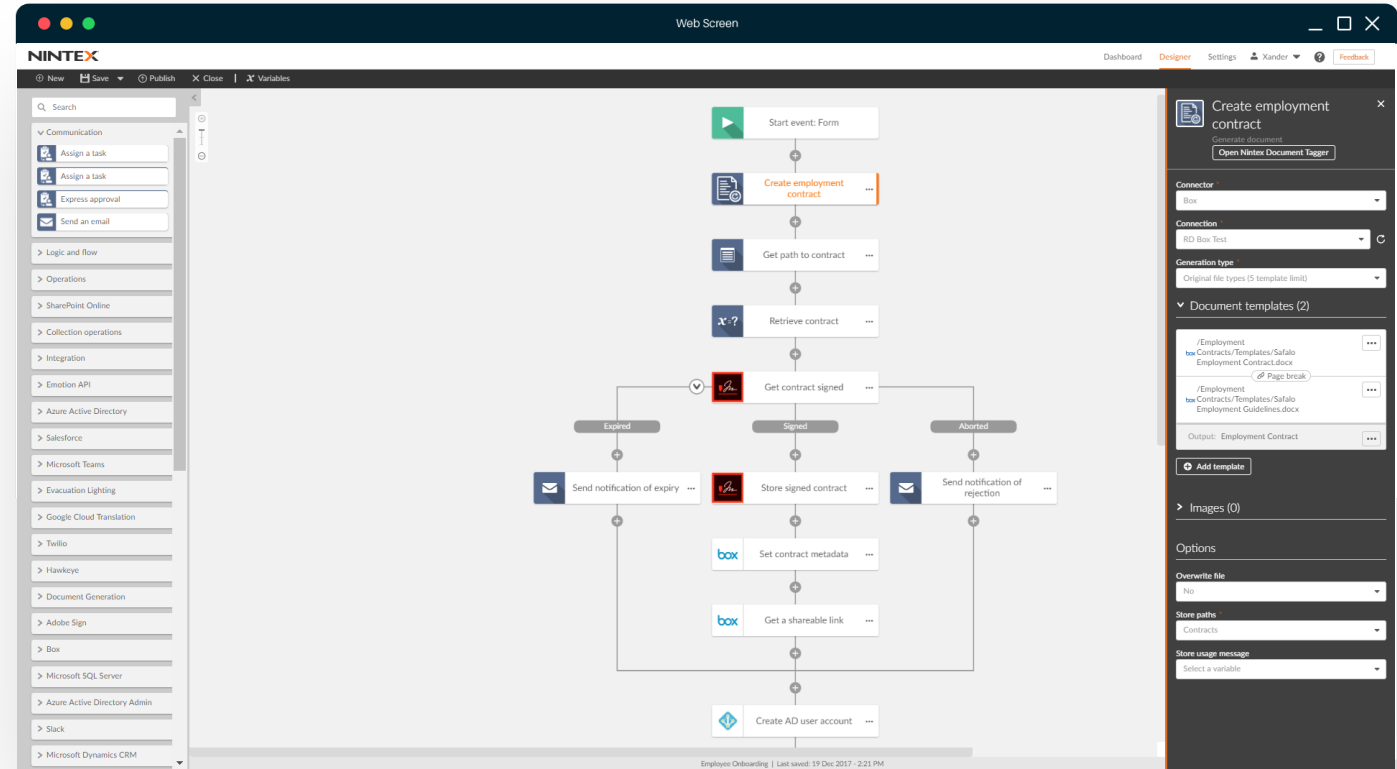 Web Screen
NINTEX
Dashboard
Designer
Settings
Xander
Feedback
New
Save
Publish
Close
Variables
Search
Communication
Assign a task
Assign a task
Express approval
Send an email
Logic and flow
Operations
SharePoint Online
Collection operations
Integration
Emotion API
Azure Active Directory
Salesforce
Microsoft Teams
Evacuation Lighting
Google Cloud Translation
Twilio
Hawkeye
Document Generation
Adobe Sign
Box
Microsoft SQL Server
Azure Active Directory Admin
Slack
Microsoft Dynamics CRM
Start event: Form
Create employment
contract
Get path to contract
x=?
Retrieve contract
Get contract signed
Expired
Signed
Aborted
Send notification of expiry
Store signed contract
Send notification of
rejection
box
Set contract metadata
box
Get a shareable link
Create AD user account
Employee Onboarding | Last saved: 19 Dec 2017 - 2:21 PM
Create employment
contract
Generate document
Open Nintex Document Tagger
Connector *
Box
Connection *
RD Box Test
Generation type *
Original file types (5 template limit)
Document templates (2)
/Employment
box Contracts/Templates/Safalo
Employment Contract.docx
Page break
/Employment
box Contracts/Templates/Safalo
Employment Guidelines.docx
Output: Employment Contract
Add template
Images (0)
Options
Overwrite file
No
Store paths *
Contracts
Store usage message
Select a variable